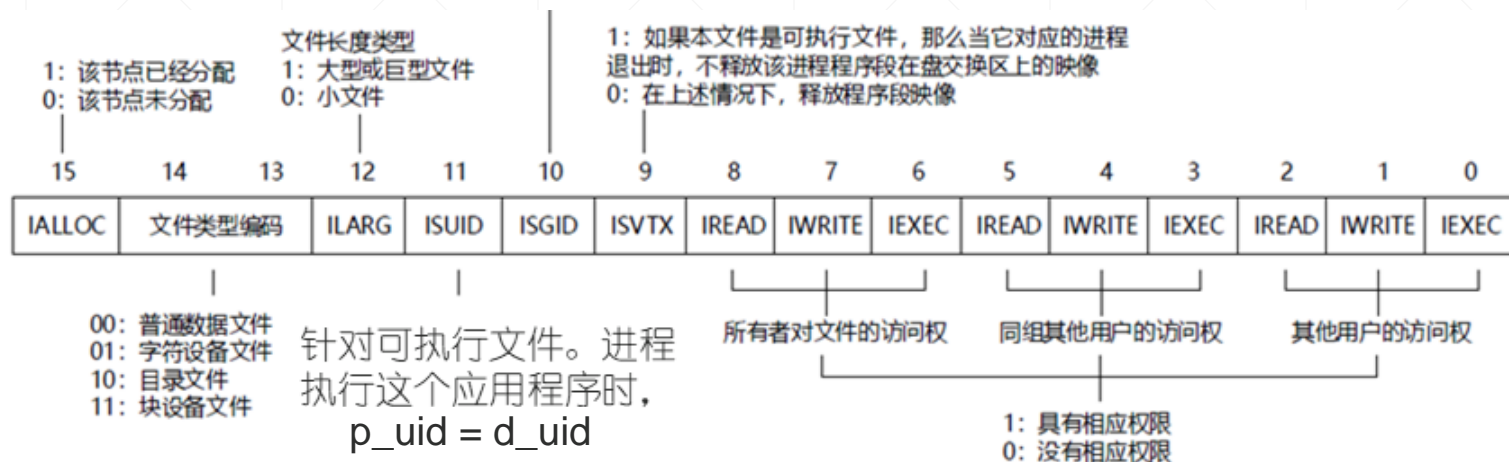 文件长度类型
1：该节点已经分配
1：大型或巨型文件
0：该节点未分配
0：小文件
1：如果本文件是可执行文件，那么当它对应的进程
退出时，不释放该进程程序段在盘交换区上的映像
0：在上述情况下，释放程序段映像
15 14 13 12 11 10 9 8 7 6 5 4 3 2 1 0
IALLOC 文件类型编码 ILARG ISUID ISGID ISVTX IREAD IWRITE IEXEC IREAD IWRITE IEXEC IREAD IWRITE IEXEC
00：普通数据文件
01：字符设备文件
10：目录文件
11：块设备文件
针对可执行文件。进程
执行这个应用程序时，
p_uid = d_uid
所有者对文件的访问权
同组其他用户的访问权
其他用户的访问权
1：具有相应权限
0：没有相应权限